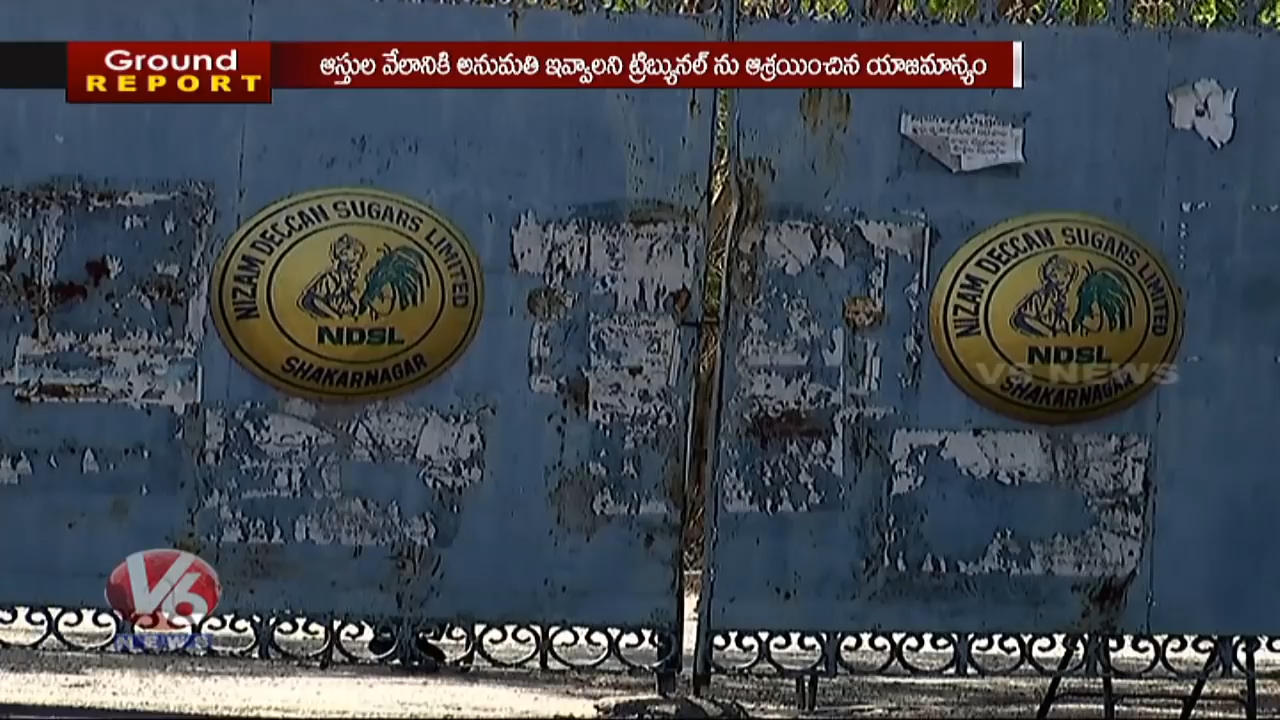 Ground
REPORT
ఆస్తుల వేలానికి అనుమతి ఇవ్వాలని ట్రిబ్యునల్ ను ఆశ్రయించిన యాజమాన్యం
NIZAM DECCAN SUGARS LIMITED
NDSL
SHAKARNAGAR
NIZAM DECCAN SUGARS LIMITED
NDSL
SHAKARNAGAR
V6 NEWS
V6
NEWS